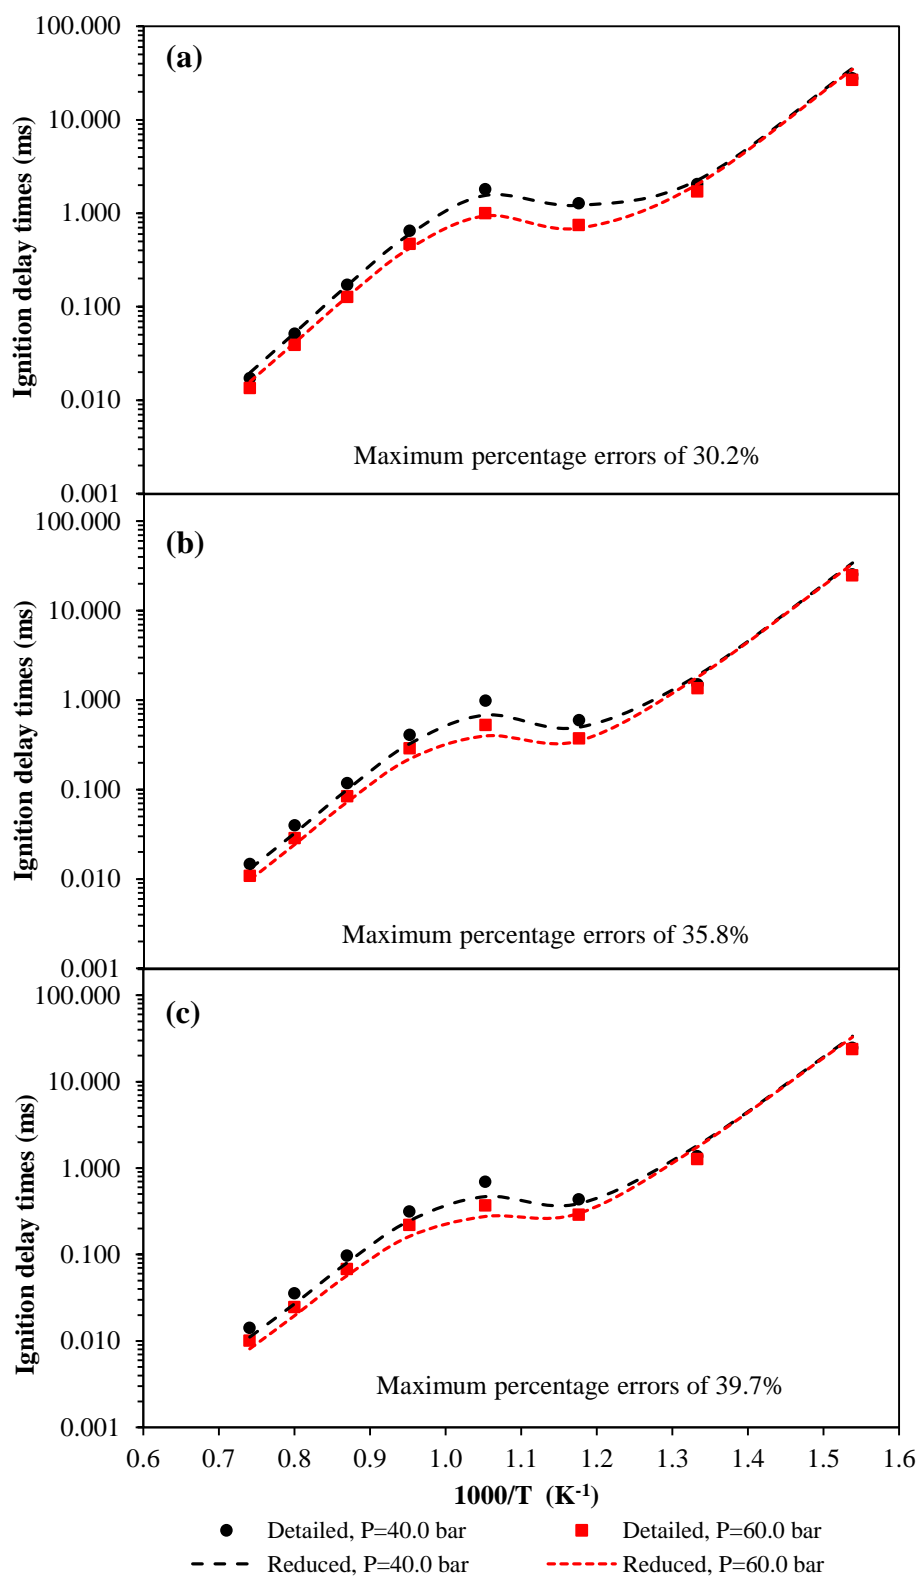 100.000
10.000
1.000
0.100
0.010
0.001
Ignition delay times (ms)
(a)
Maximum percentage errors of 30.2%
100.000
10.000
1.000
0.100
0.010
0.001
Ignition delay times (ms)
(b)
Maximum percentage errors of 35.8%
100.000
10.000
1.000
0.100
0.010
0.001
Ignition delay times (ms)
(c)
Maximum percentage errors of 39.7%
0.6 0.7 0.8 0.9 1.0 1.1 1.2 1.3 1.4 1.5 1.6
1000/T (K-1)
Detailed, P=40.0 bar Detailed, P=60.0 bar
Reduced, P=40.0 bar Reduced, P=60.0 bar